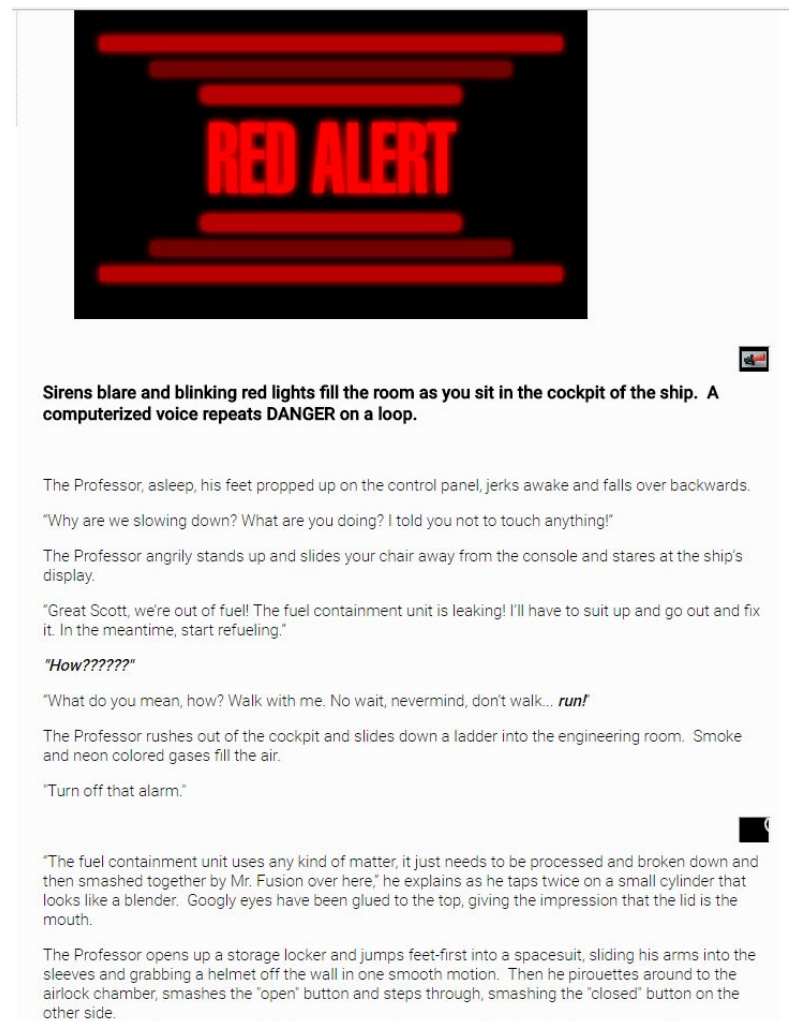 RED ALERT
Sirens blare and blinking red lights fill the room as you sit in the cockpit of the ship.  A
computerized voice repeats DANGER on a loop.
The Professor, asleep, his feet propped up on the control panel, jerks awake and falls over backwards.
“Why are we slowing down? What are you doing? I told you not to touch anything!”
The Professor angrily stands up and slides your chair away from the console and stares at the ship’s
display.
“Great Scott, we’re out of fuel! The fuel containment unit is leaking! I’ll have to suit up and go out and fix
it. In the meantime, start refueling.”
"How??????"
“What do you mean, how? Walk with me. No wait, nevermind, don’t walk... run!”
The Professor rushes out of the cockpit and slides down a ladder into the engineering room.  Smoke
and neon colored gases fill the air.
"Turn off that alarm."
“The fuel containment unit uses any kind of matter, it just needs to be processed and broken down and
then smashed together by Mr. Fusion over here,” he explains as he taps twice on a small cylinder that
looks like a blender.  Googly eyes have been glued to the top, giving the impression that the lid is the
mouth.
The Professor opens up a storage locker and jumps feet-first into a spacesuit, sliding his arms into the
sleeves and grabbing a helmet off the wall in one smooth motion.  Then he pirouettes around to the
airlock chamber, smashes the "open" button and steps through, smashing the "closed" button on the
other side.